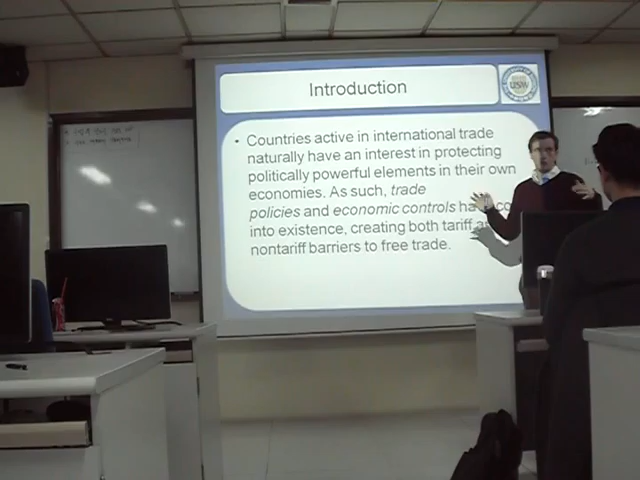 Introduction
USW
• Countries active in international trade
naturally have an interest in protecting
politically powerful elements in their own
economies. As such, trade
policies and economic controls
into existence, creating both tariff
nontariff barriers to free trade.